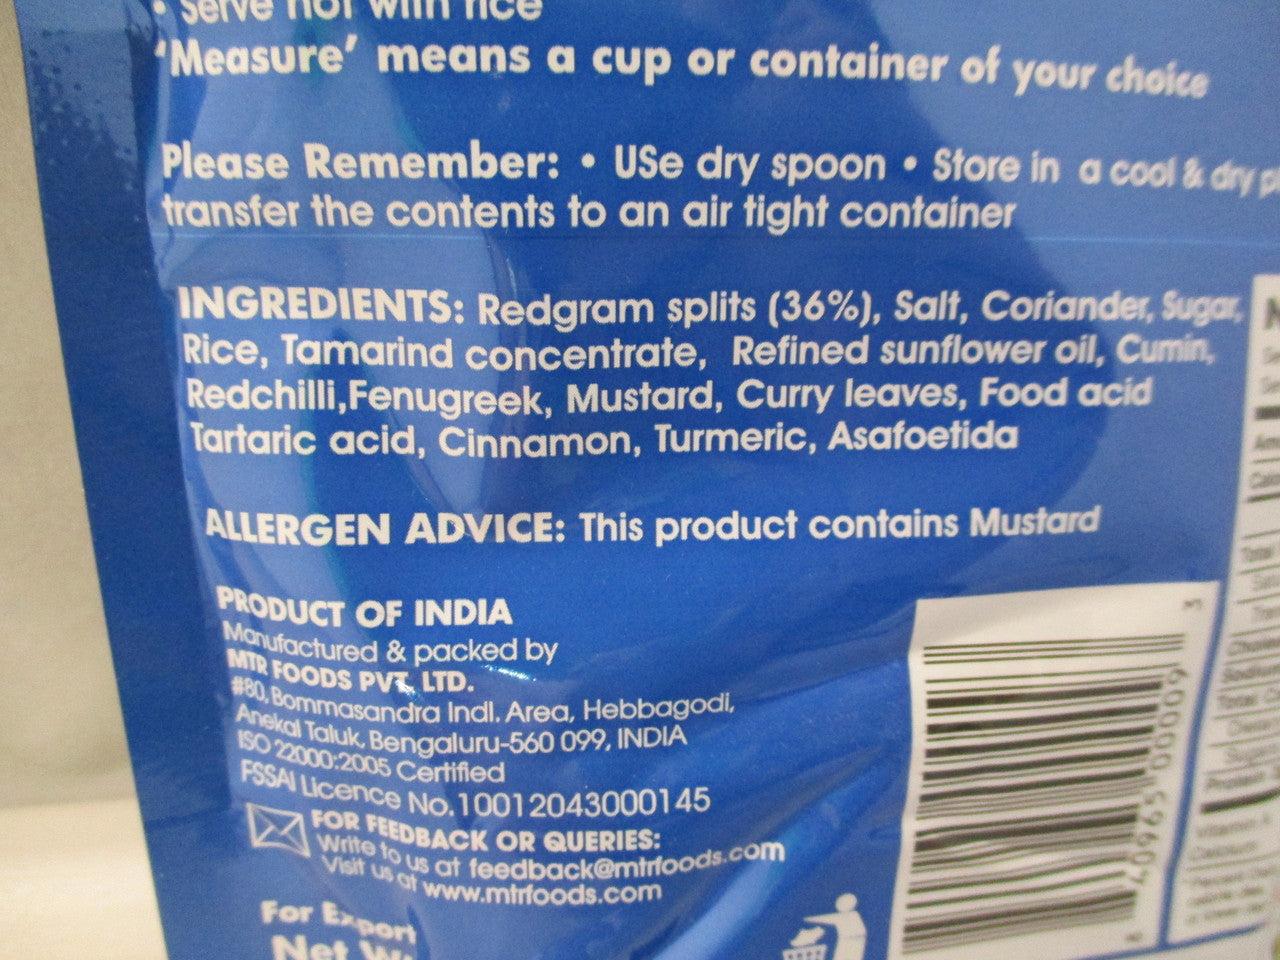 • Serve hot with rice
'Measure' means a cup or container of your choice
Please Remember: • USe dry spoon • Store in a cool & dry
transfer the contents to an air tight container
INGREDIENTS: Redgram splits (36%), Salt, Coriander, Sugar,
Rice, Tamarind concentrate, Refined sunflower oil, Cumin,
Redchilli,Fenugreek, Mustard, Curry leaves, Food acid
Tartaric acid, Cinnamon, Turmeric, Asafoetida
ALLERGEN ADVICE: This product contains Mustard
PRODUCT OF INDIA
Manufactured & packed by
MTR FOODS PVT. LTD.
#80, Bommasandra Indl. Area, Hebbagodi,
Anekal Taluk, Bengaluru-560 099, INDIA
ISO 22000:2005 Certified
FSSAI Licence No.10012043000145
FOR FEEDBACK OR QUERIES:
Write to us at feedback@mtrfoods.com
Visit us at www.mtrfoods.com
For Export
Net